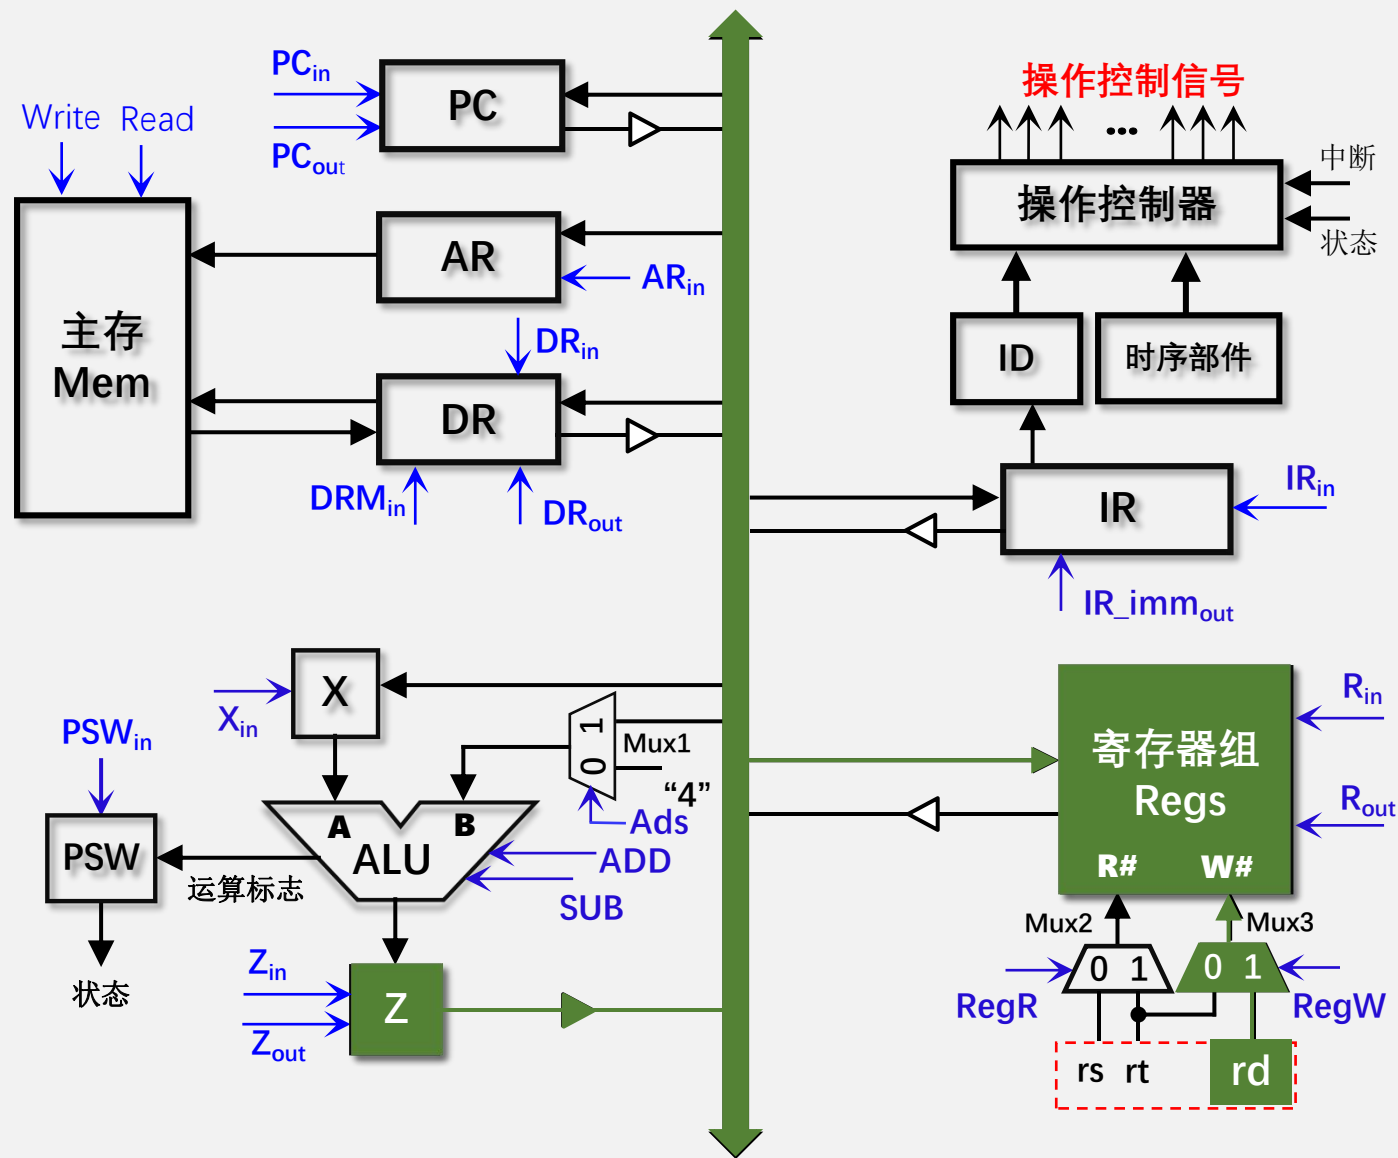 PCin
PC
PCout
Write
Read
操作控制信号
•••
中断
操作控制器
状态
AR
ARin
主存
Mem
DRin
DR
DRMin
DRout
ID
时序部件
IR
IRin
IR_immout
X
Xin
PSWin
1
0
Mux1
“4”
Ads
A
B
ALU
ADD
SUB
PSW
运算标志
状态
Zin
Z
Zout
寄存器组
Regs
Rin
Rout
R#
W#
Mux2
Mux3
0 1
0 1
RegR
RegW
rs
rt
rd